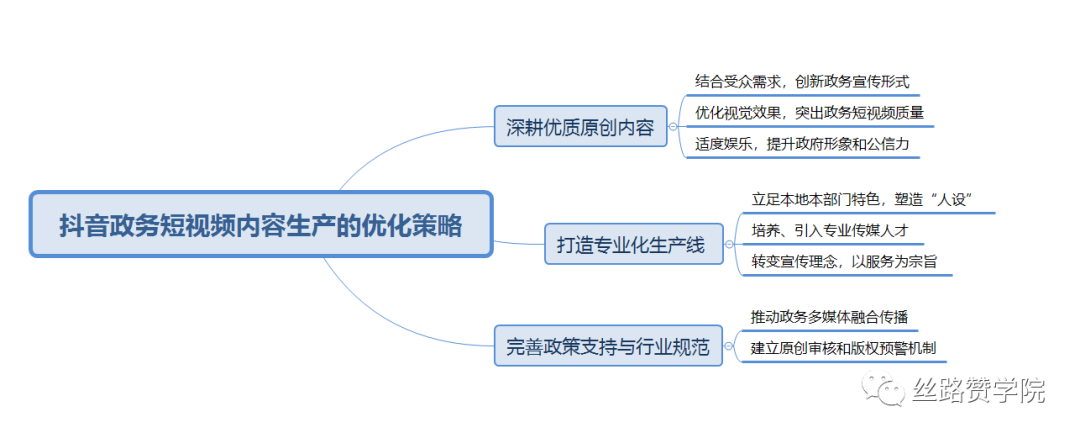 抖音政务短视频内容生产的优化策略
深耕优质原创内容
结合受众需求，创新政务宣传形式
优化视觉效果，突出政务短视频质量
适度娱乐，提升政府形象和公信力
打造专业化生产线
立足本地本部门特色，塑造“人设”
培养、引入专业传媒人才
转变宣传理念，以服务为宗旨
完善政策支持与行业规范
推动政务多媒体融合传播
建立原创审核和版权预警机制
丝路赞学院